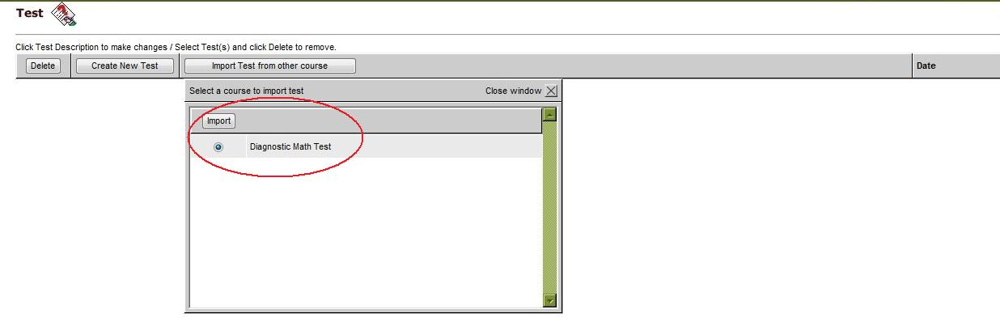 Test
Click Test Description to make changes / Select Test(s) and click Delete to remove.
Delete Create New Test Import Test from other course Date
Select a course to import test Close window
Import
Diagnostic Math Test